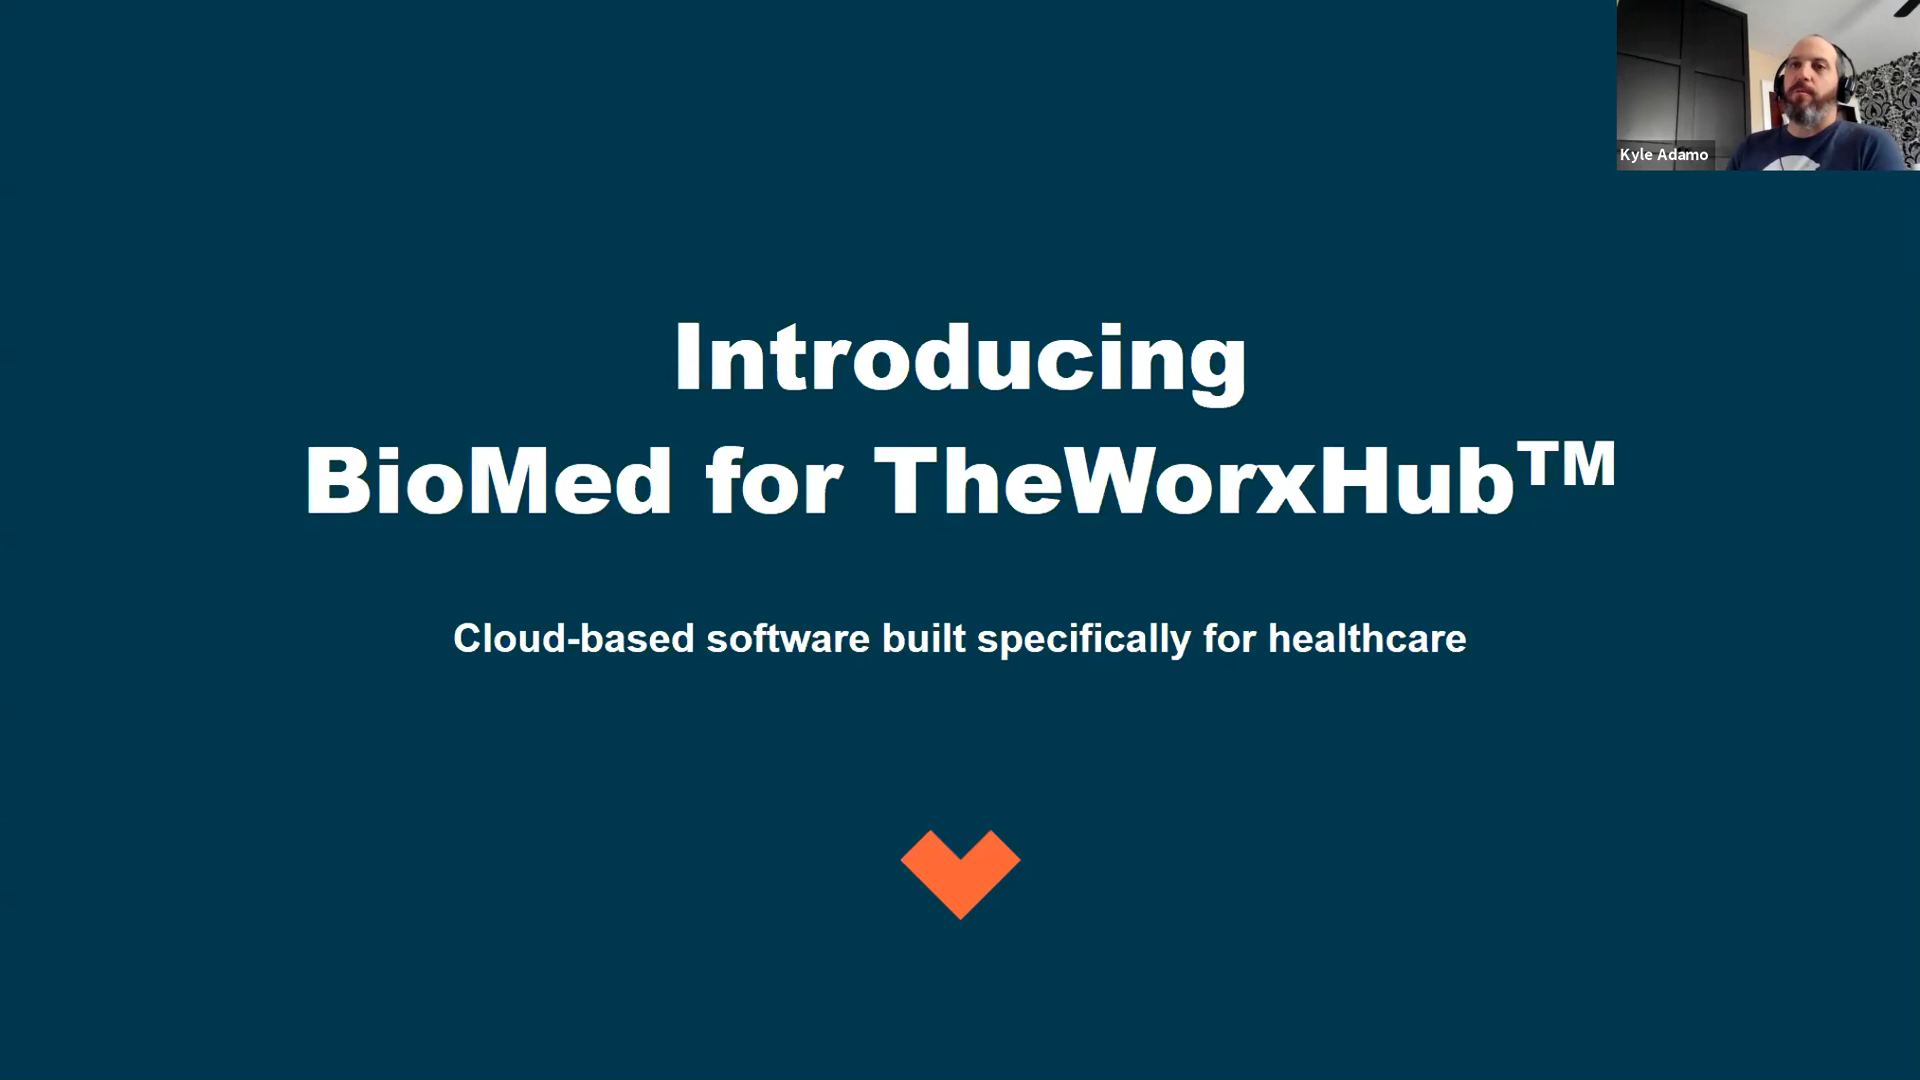 Kyle Adamo
Introducing
BioMed for TheWorxHub™
Cloud-based software built specifically for healthcare